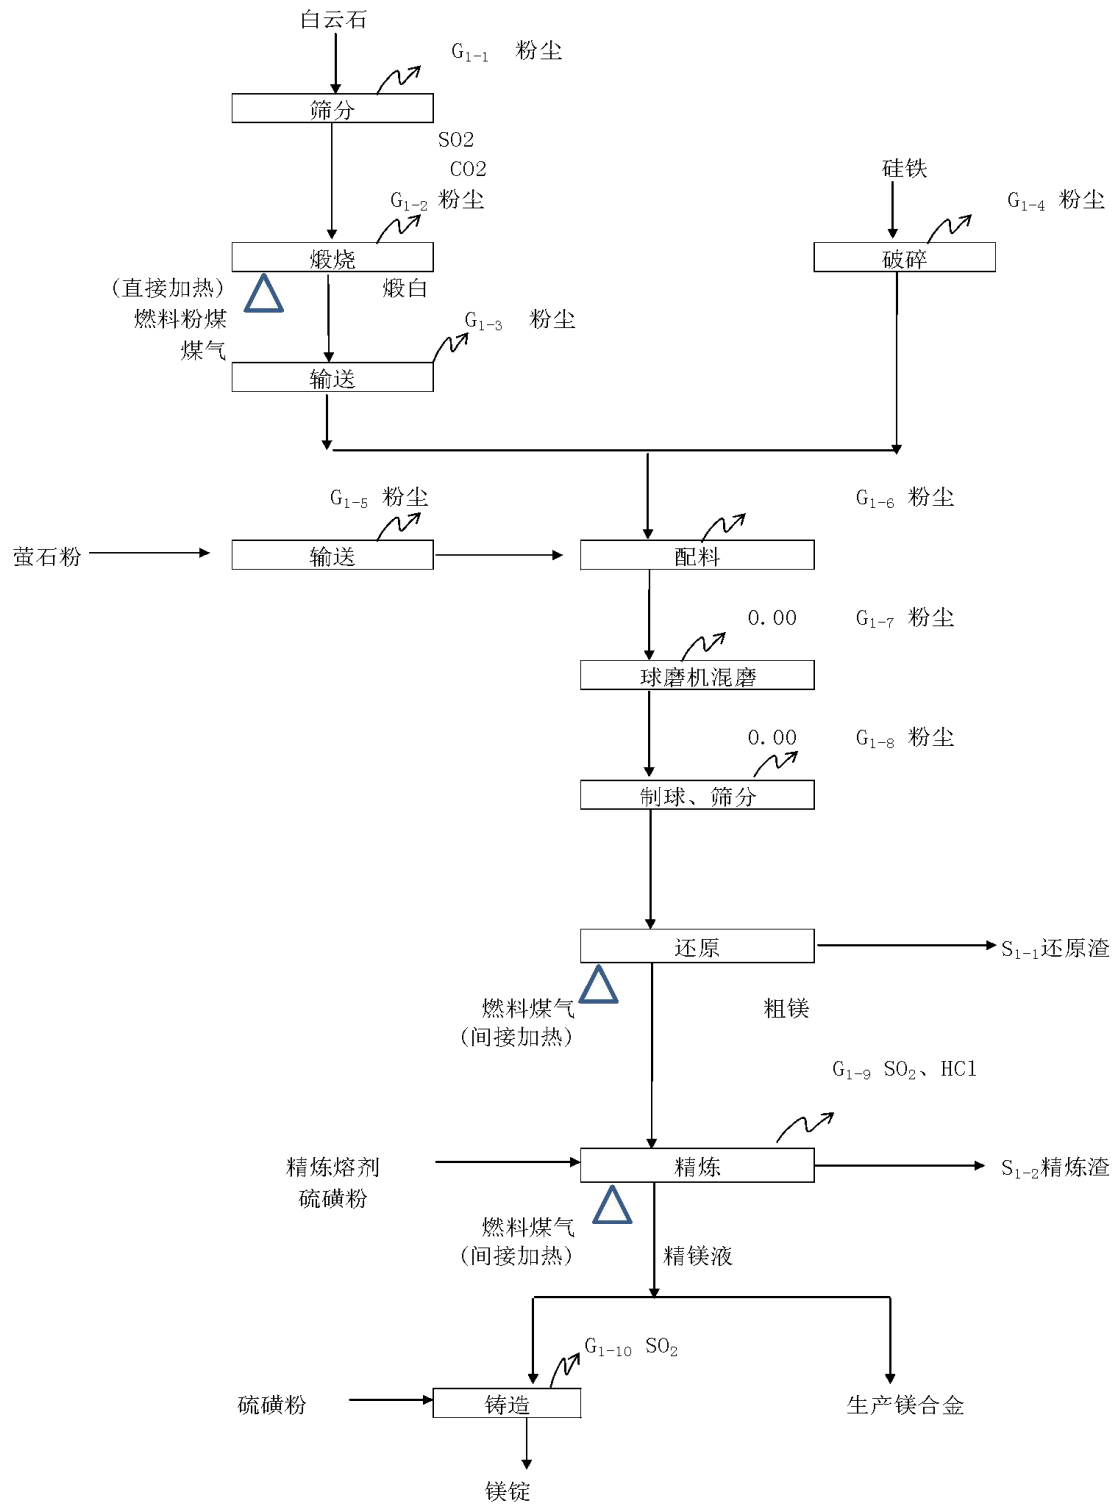 白云石
G1-1 粉尘
筛分
SO2
CO2
硅铁
G1-2 粉尘
G1-4 粉尘
煅烧
破碎
(直接加热)
煅白
燃料粉煤
G1-3 粉尘
煤气
输送
G1-5 粉尘
G1-6 粉尘
萤石粉
输送
配料
0.00 G1-7 粉尘
球磨机混磨
0.00 G1-8 粉尘
制球、筛分
还原
S1-1还原渣
燃料煤气
粗镁
(间接加热)
G1-9 SO2、HCl
精炼熔剂
精炼
S1-2精炼渣
硫磺粉
燃料煤气
(间接加热)
精镁液
G1-10 SO2
硫磺粉
铸造
生产镁合金
镁锭